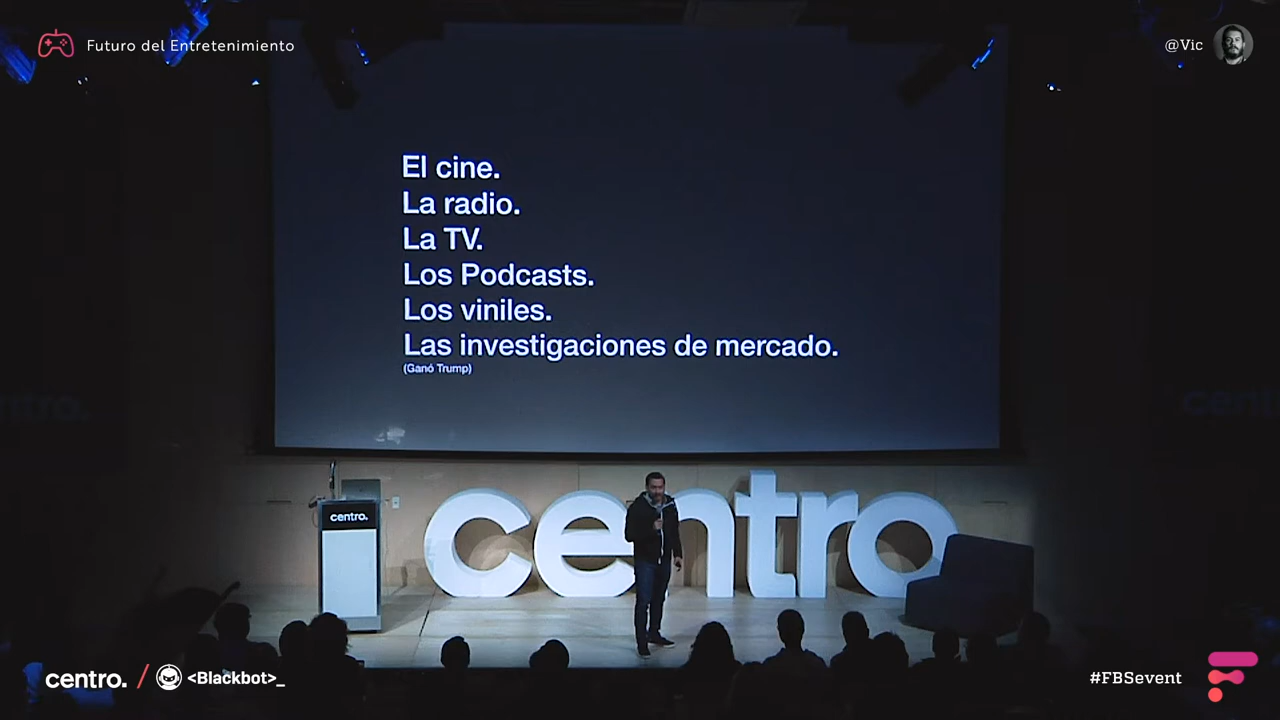 Futuro del Entretenimiento
@Vic
El cine.
La radio.
La TV.
Los Podcasts.
Los viniles.
Las investigaciones de mercado.
(Ganó Trump)
centro.
centro
centro. / <Blackbot>_
#FBSevent